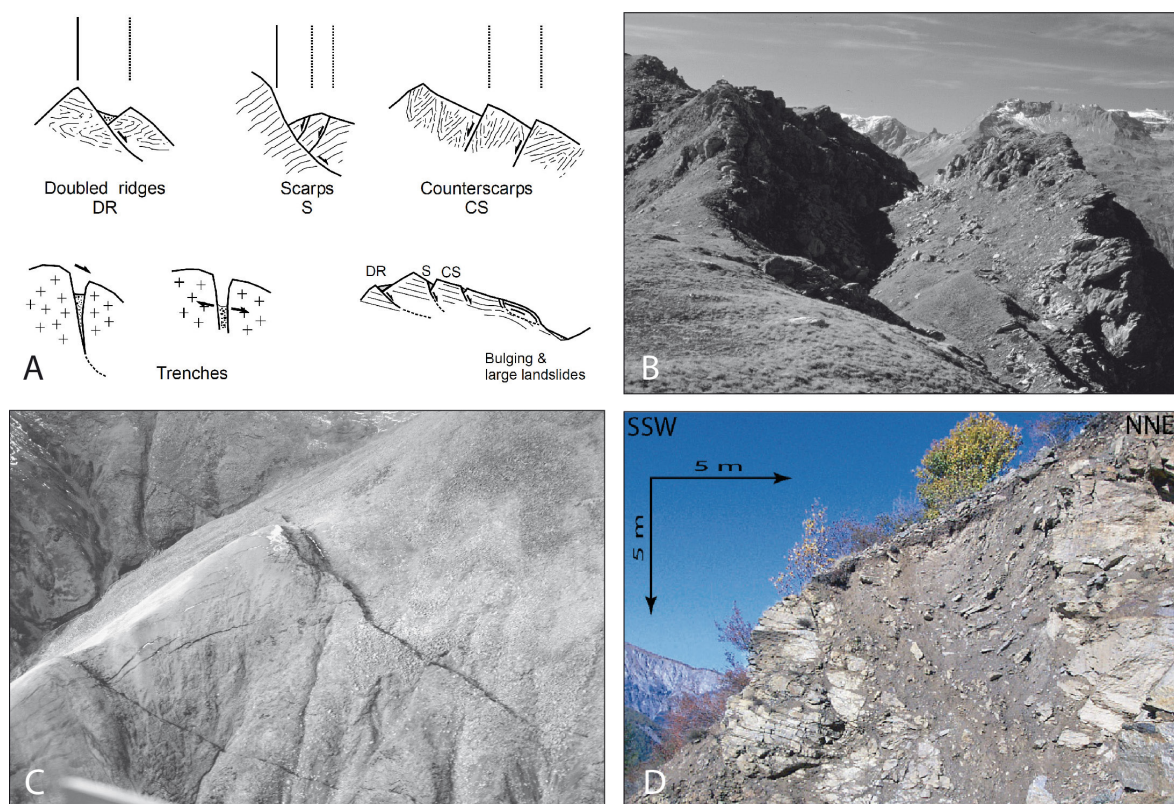 Doubled ridges
DR
Scarps
S
Counterscarps
CS
DR
S
CS
A
Trenches
Bulging &
large landslides
B
C
SSW
NNE
5 m
5 m
D